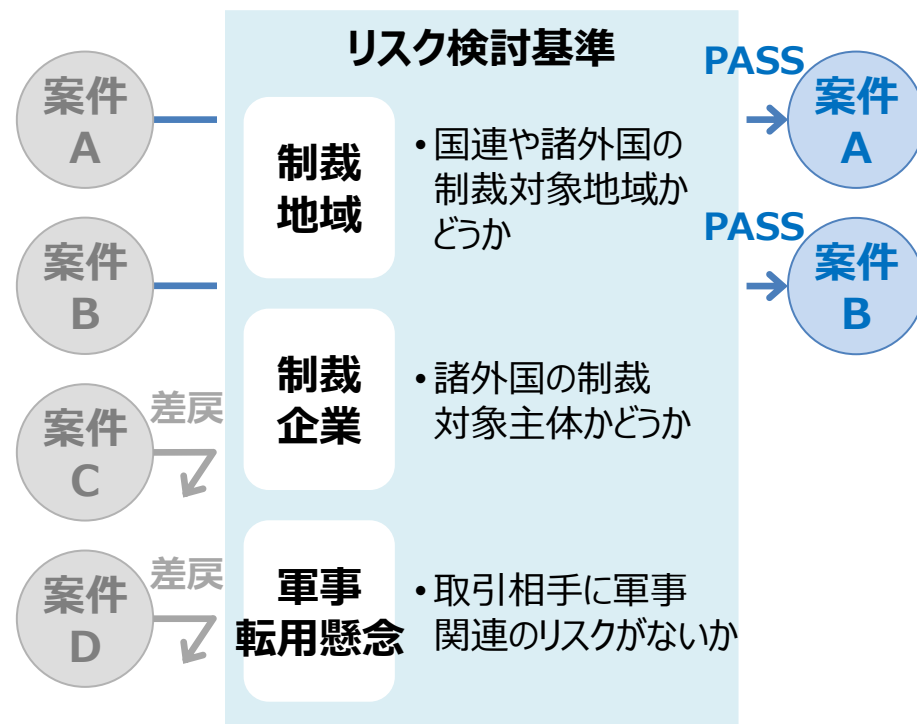 リスク検討基準
案件
A
案件
B
差戻
案件
C
差戻
案件
D
制裁
地域
・国連や諸外国の
制裁対象地域か
どうか
制裁
企業
・諸外国の制裁
対象主体かどうか
軍事
転用懸念
・取引相手に軍事
関連のリスクがないか
PASS
案件
A
PASS
案件
B